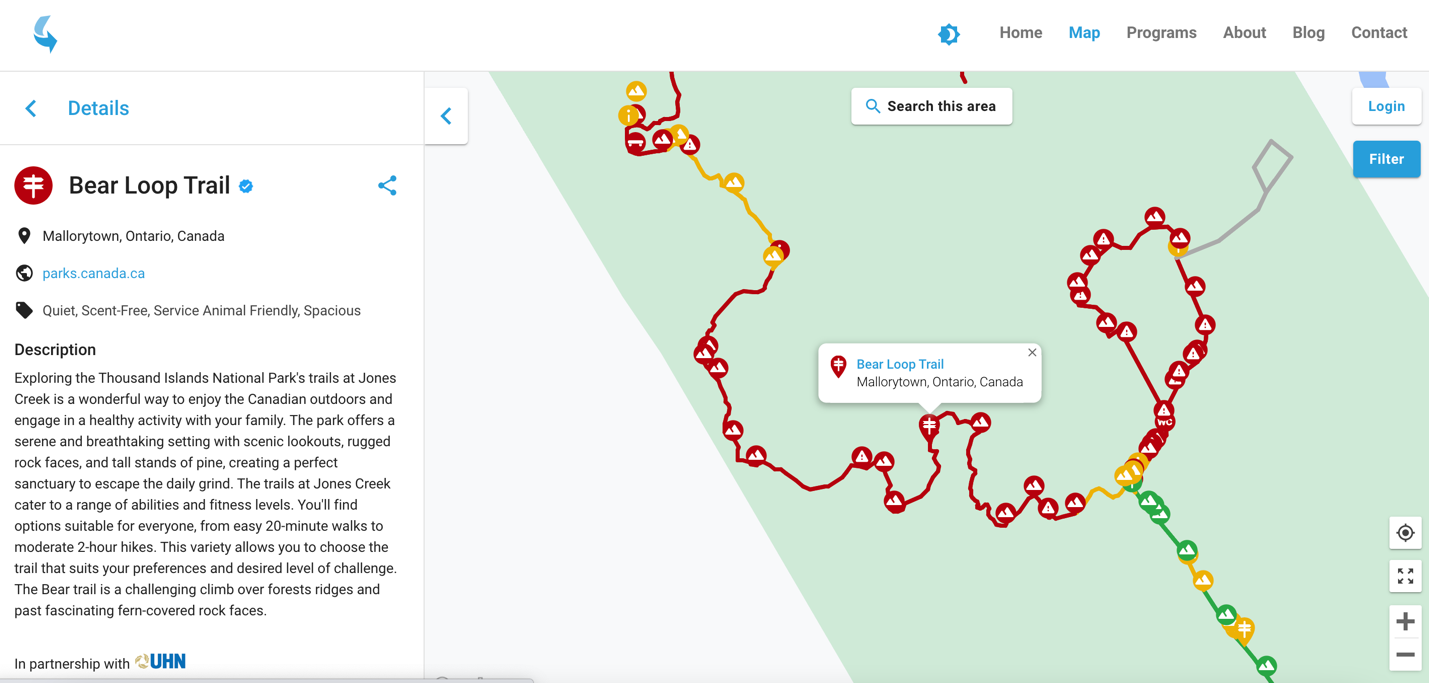 Home
Map
Programs
About
Blog
Contact
Details
Search this area
Login
Filter
Bear Loop Trail
Mallorytown, Ontario, Canada
parks.canada.ca
Quiet, Scent-Free, Service Animal Friendly, Spacious
Description
Exploring the Thousand Islands National Park's trails at Jones
Creek is a wonderful way to enjoy the Canadian outdoors and
engage in a healthy activity with your family. The park offers a
serene and breathtaking setting with scenic lookouts, rugged
rock faces, and tall stands of pine, creating a perfect
sanctuary to escape the daily grind. The trails at Jones Creek
cater to a range of abilities and fitness levels. You'll find
options suitable for everyone, from easy 20-minute walks to
moderate 2-hour hikes. This variety allows you to choose the
trail that suits your preferences and desired level of challenge.
The Bear trail is a challenging climb over forests ridges and
past fascinating fern-covered rock faces.
In partnership with UHN
Bear Loop Trail
Mallorytown, Ontario, Canada
WC